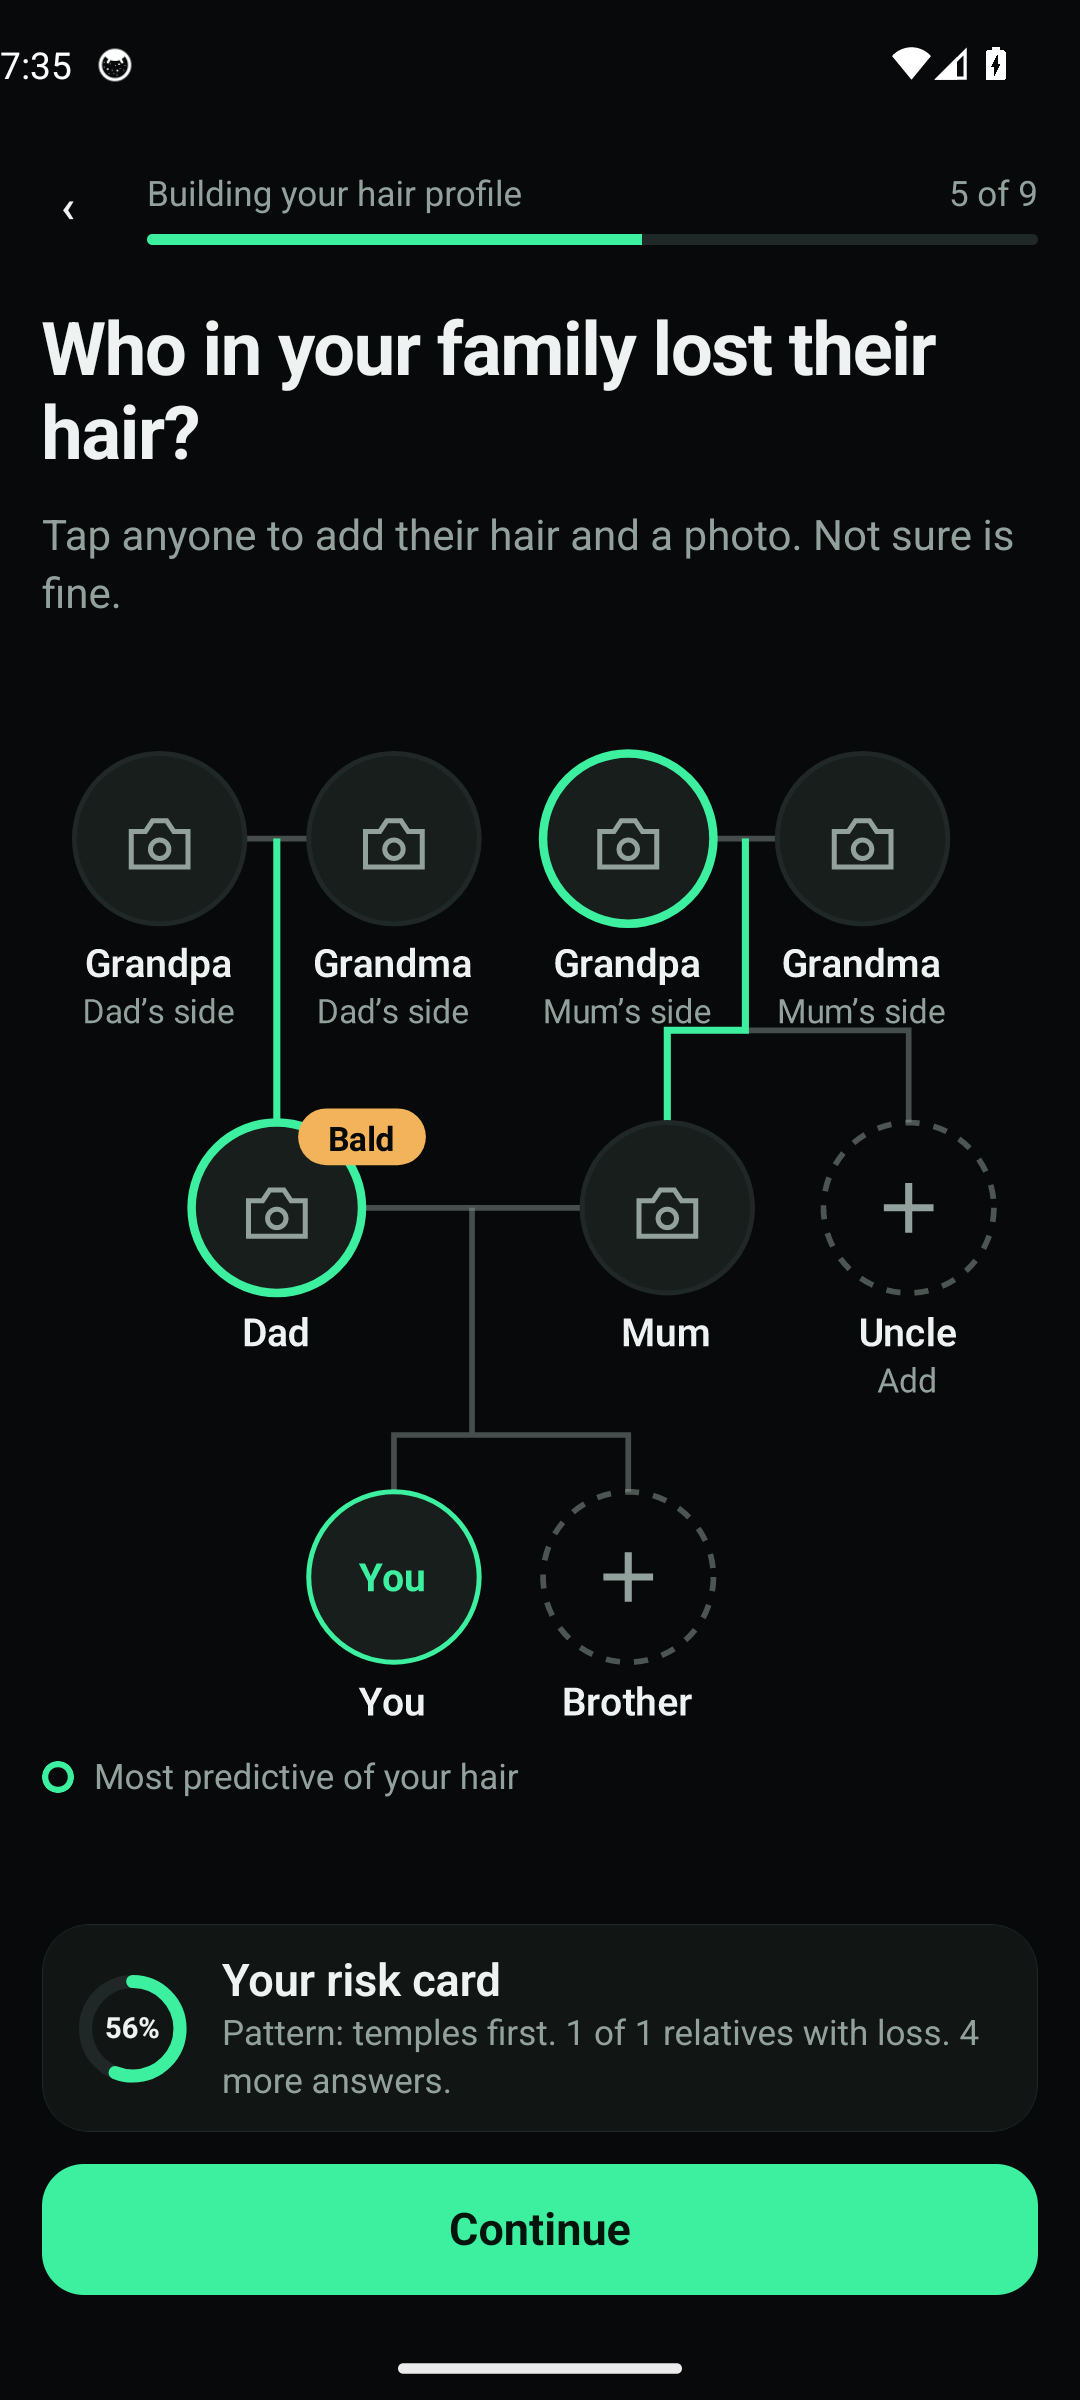 7:35
Building your hair profile
5 of 9
Who in your family lost their
hair?
Tap anyone to add their hair and a photo. Not sure is
fine.
Grandpa
Dad’s side
Grandma
Dad’s side
Grandpa
Mum’s side
Grandma
Mum’s side
Bald
Dad
Mum
Uncle
Add
You
You
Brother
Most predictive of your hair
56%
Your risk card
Pattern: temples first. 1 of 1 relatives with loss. 4
more answers.
Continue